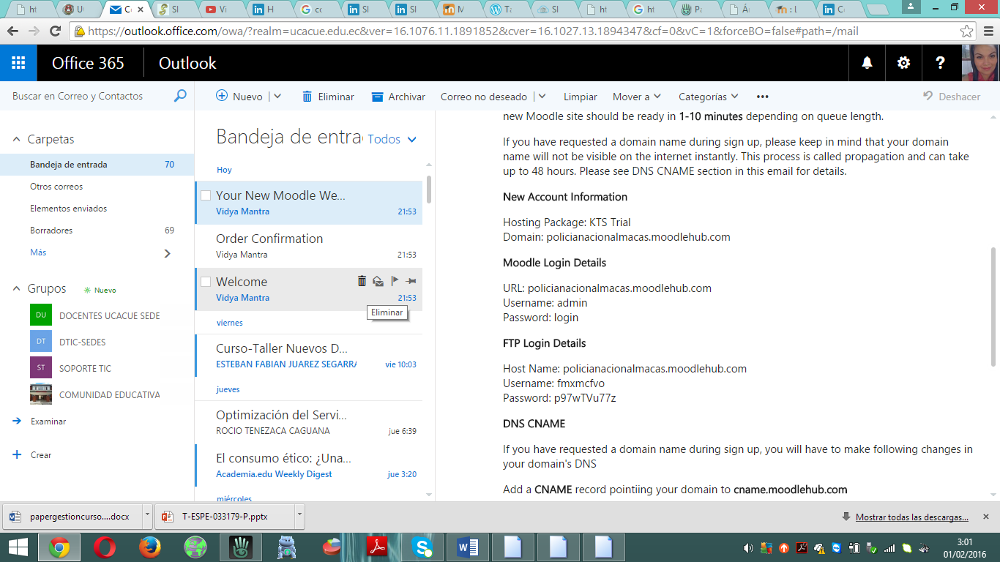 ht
U
C
Sl
Vi
H
cc
Sl
Sl
M
Ta
Sl
ht
ht
Pa
Á
: L
C
https://outlook.office.com/owa/?realm=ucacue.edu.ec&ver=16.1076.11.1891852&cver=16.1027.13.1894347&cf=0&vC=1&forceBO=false#path=/mail
Office 365 Outlook ?
Buscar en Correo y Contactos
Nuevo Eliminar Archivar Correo no deseado Limpiar Mover a Categorías ••• Deshacer
Carpetas
Bandeja de entrada 70
Otros correos
Elementos enviados
Borradores 69
Más
Grupos Nuevo
DU DOCENTES UCACUE SEDE
DT DTIC-SEDES
ST SOPORTE TIC
COMUNIDAD EDUCATIVA
Examinar
Crear
Bandeja de entra Todos
Hoy
Your New Moodle We...
Vidya Mantra 21:53
Order Confirmation
Vidya Mantra 21:53
Welcome
Vidya Mantra 21:53
Eliminar
viernes
Curso-Taller Nuevos D...
ESTEBAN FABIAN JUAREZ SEGARRA vie 10:03
jueves
Optimización del Servi...
ROCIO TENEZACA CAGUANA jue 6:39
El consumo ético: ¿Una...
Academia.edu Weekly Digest jue 3:20
miércoles
new Moodle site should be ready in 1-10 minutes depending on queue length.
If you have requested a domain name during sign up, please keep in mind that your domain
name will not be visible on the internet instantly. This process is called propagation and can take
up to 48 hours. Please see DNS CNAME section in this email for details.
New Account Information
Hosting Package: KTS Trial
Domain: policianacionalmacas.moodlehub.com
Moodle Login Details
URL: policianacionalmacas.moodlehub.com
Username: admin
Password: login
FTP Login Details
Host Name: policianacionalmacas.moodlehub.com
Username: fmxmcfvo
Password: p97wTVu77z
DNS CNAME
If you have requested a domain name during sign up, you will have to make following changes in
your domain's DNS
Add a CNAME record pointiing your domain to cname.moodlehub.com
papergestioncurso....docx
T-ESPE-033179-P.pptx
Mostrar todas las descargas...
3:01
01/02/2016